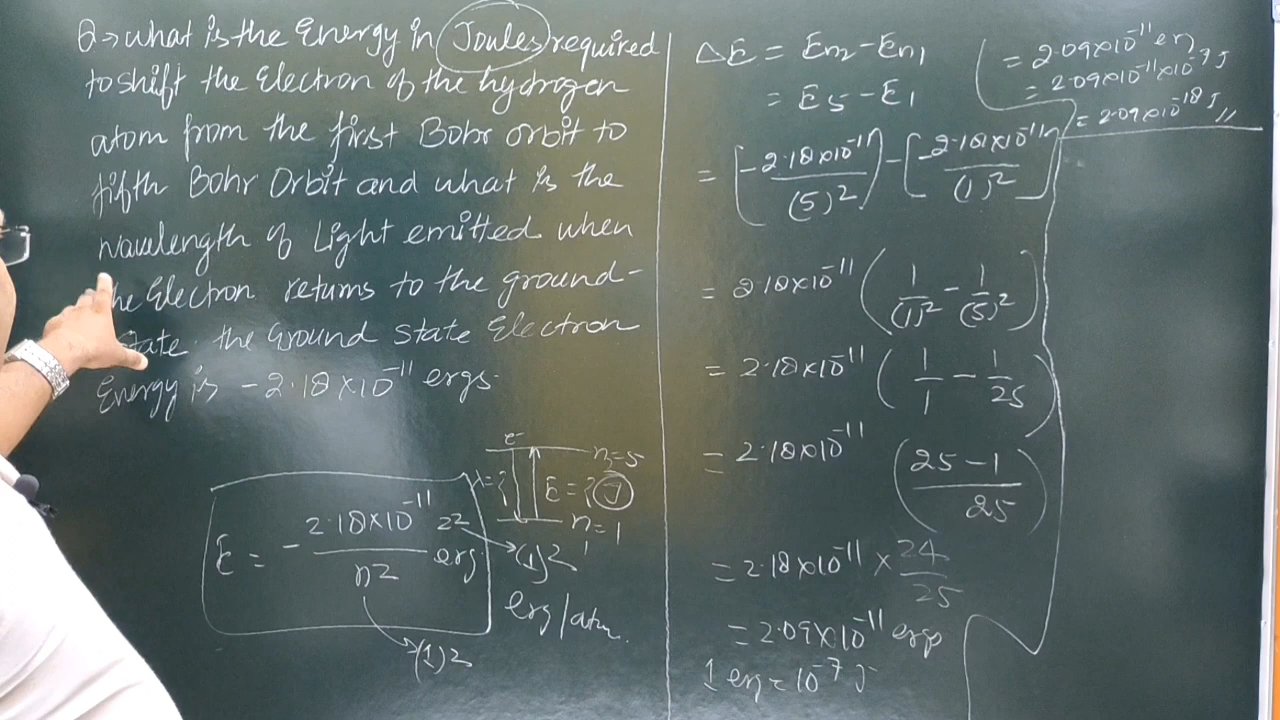 Q→ what is the Energy in Joules required
to shift the Electron of the hydrogen
atom from the first Bohr orbit to
fifth Bohr Orbit and what is the
wavelength of Light emitted when
the Electron returns to the ground-
state. the Ground state Electron
Energy is -2.18×10⁻¹¹ ergs.
E = - 2.18×10⁻¹¹ z² / n² erg
→(1)²
→(1)²
e⁻
n=5
λ={
E = { J
n=1
erg/atom.
ΔE = En2 - En1
= E5 - E1
= [-2.18×10⁻¹¹ / (5)²] - [-2.18×10⁻¹¹ / (1)²]
= 2.18×10⁻¹¹ (1/(1)² - 1/(5)²)
= 2.18×10⁻¹¹ (1/1 - 1/25)
= 2.18×10⁻¹¹ (25-1 / 25)
= 2.18×10⁻¹¹ × 24/25
= 2.09×10⁻¹¹ ergs
1 erg = 10⁻⁷ J
= 2.09×10⁻¹¹ erg
= 2.09×10⁻¹¹×10⁻⁷ J
= 2.09×10⁻¹⁸ J //